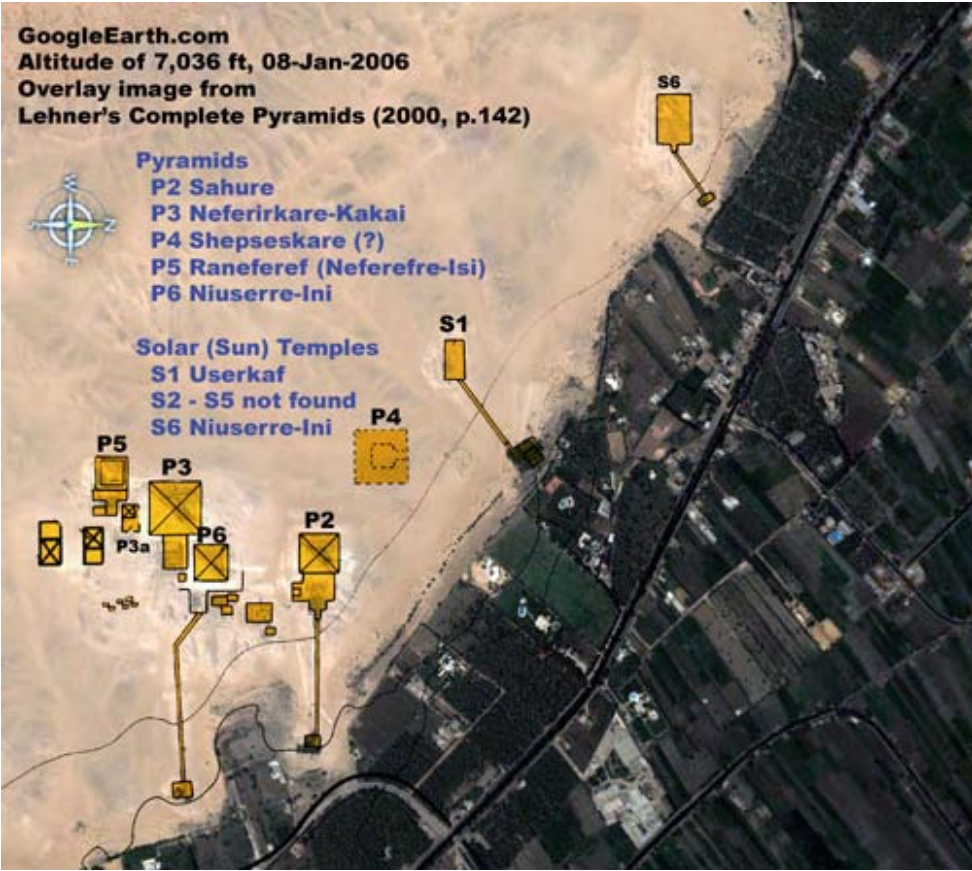 GoogleEarth.com
Altitude of 7,036 ft, 08-Jan-2006
Overlay image from
Lehner's Complete Pyramids (2000, p.142)
Pyramids
P2 Sahure
P3 Neferirkare-Kakai
P4 Shepseskare (?)
P5 Raneferef (Neferefre-Isi)
P6 Niuserre-Ini
Solar (Sun) Temples
S1 Userkaf
S2 - S5 not found
S6 Niuserre-Ini
W
S
N
E
S6
S1
P4
P5
P3
P3a
P6
P2